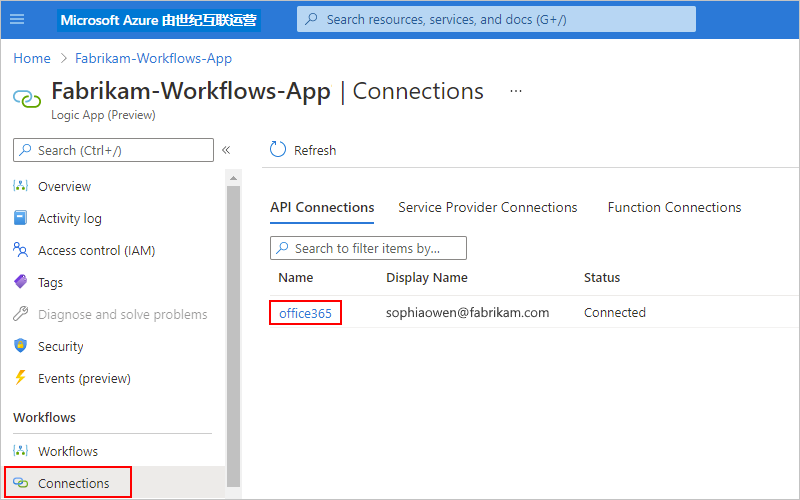 Microsoft Azure 由世纪互联运营
Search resources, services, and docs (G+/)
Home > Fabrikam-Workflows-App
Fabrikam-Workflows-App | Connections ...
Logic App (Preview)
Search (Ctrl+/) «
Refresh
Overview
Activity log
Access control (IAM)
Tags
Diagnose and solve problems
Security
Events (preview)
Workflows
Workflows
Connections
API Connections Service Provider Connections Function Connections
Search to filter items by...
Name Display Name Status
office365 sophiaowen@fabrikam.com Connected